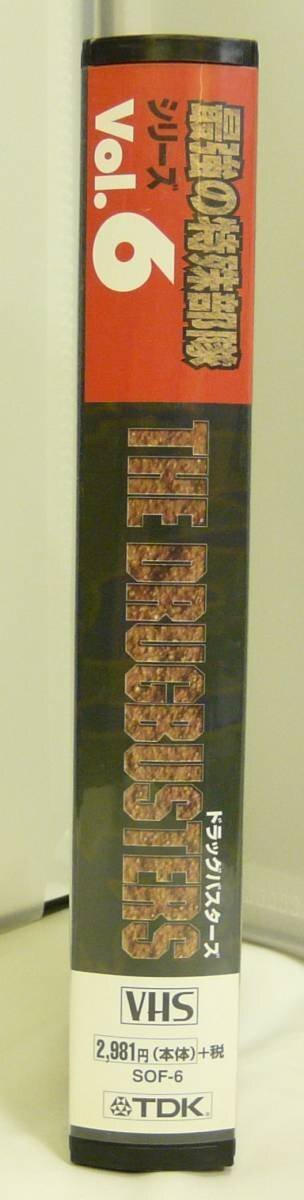 最強の特殊部隊
シリーズ
Vol.6
THE DRUGBUSTERS
ドラッグバスターズ
VHS
2,981円(本体)+税
SOF-6
TDK